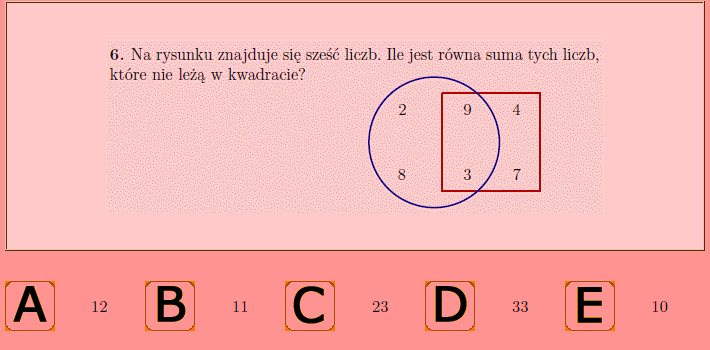 6. Na rysunku znajduje się sześć liczb. Ile jest równa suma tych liczb,
które nie leżą w kwadracie?
2 9 4
8 3 7
A 12 B 11 C 23 D 33 E 10